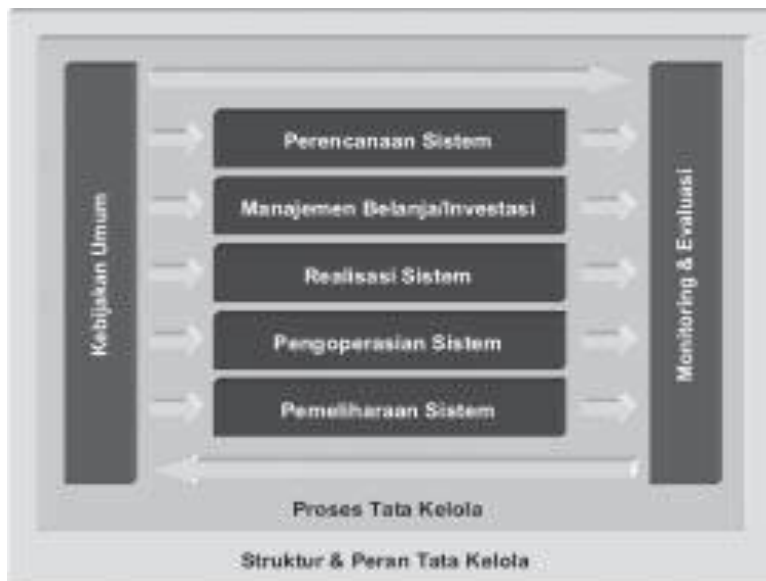 Kebijakan Umum
Perencanaan Sistem
Manajemen Belanja/Investasi
Realisasi Sistem
Pengoperasian Sistem
Pemeliharaan Sistem
Monitoring & Evaluasi
Proses Tata Kelola
Struktur & Peran Tata Kelola